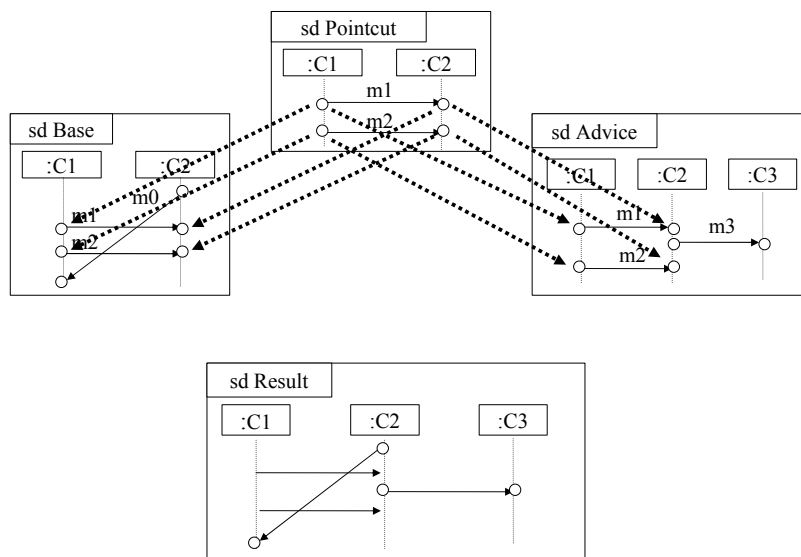 sd Pointcut
:C1
:C2
m1
m2
sd Base
:C1
:C2
m0
m1
m2
sd Advice
:C1
:C2
:C3
m1
m3
m2
sd Result
:C1
:C2
:C3